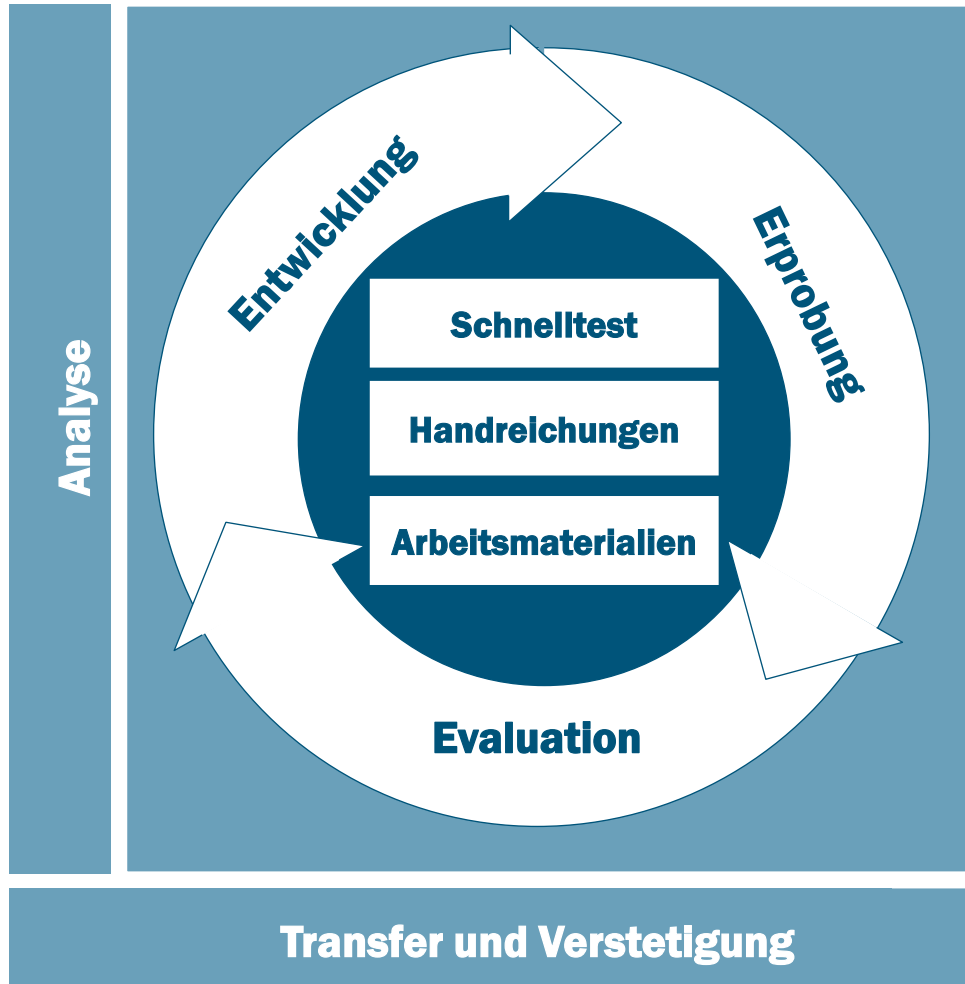 Analyse
Entwicklung
Erprobung
Schnelltest
Handreichungen
Arbeitsmaterialien
Evaluation
Transfer und Verstetigung